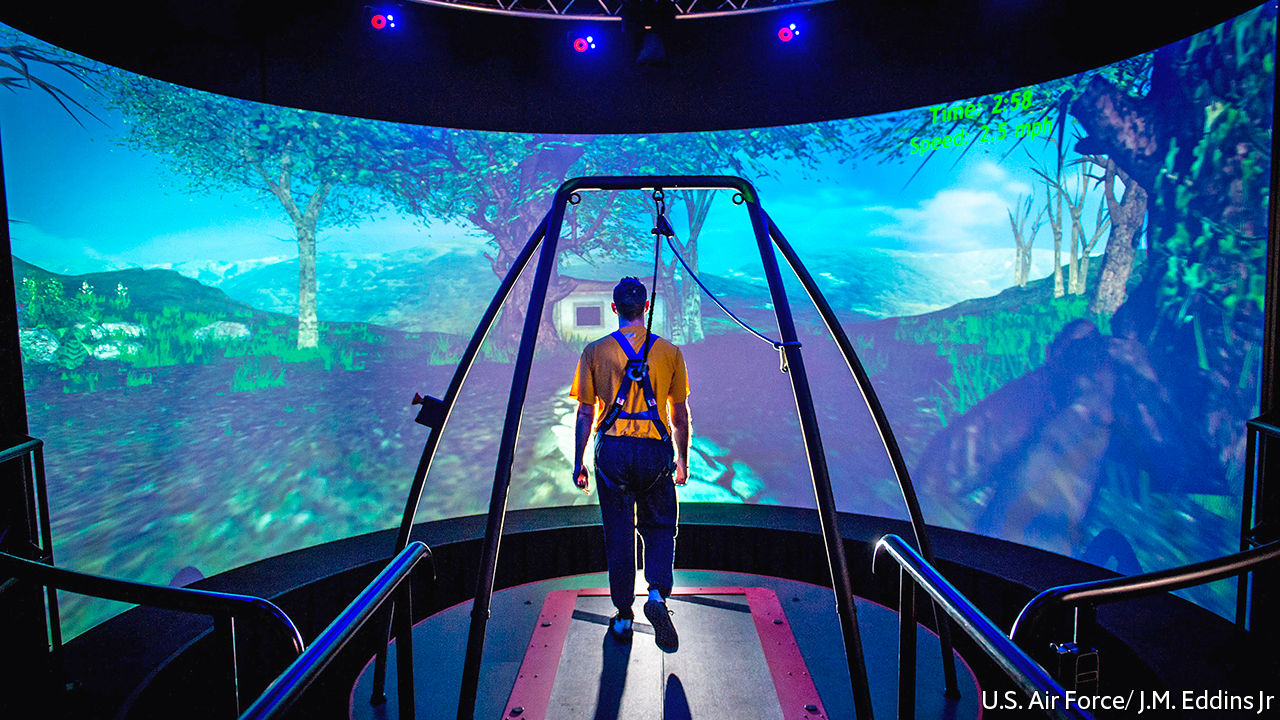 Time: 2:58
Speed: 2.5 mph
U.S. Air Force/ J.M. Eddins Jr